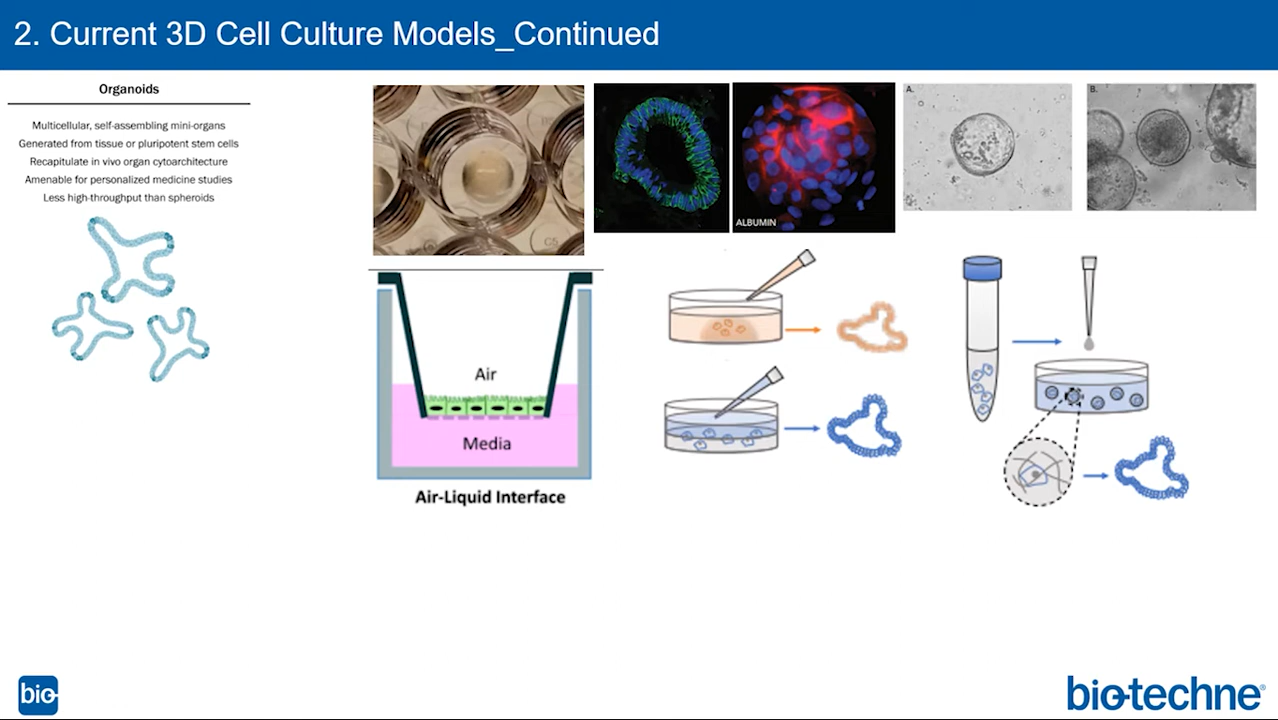 2. Current 3D Cell Culture Models_Continued
Organoids
Multicellular, self-assembling mini-organs
Generated from tissue or pluripotent stem cells
Recapitulate in vivo organ cytoarchitecture
Amenable for personalized medicine studies
Less high-throughput than spheroids
C5
ALBUMIN
A.
B.
Air
Media
Air-Liquid Interface
bio
bio-techne®